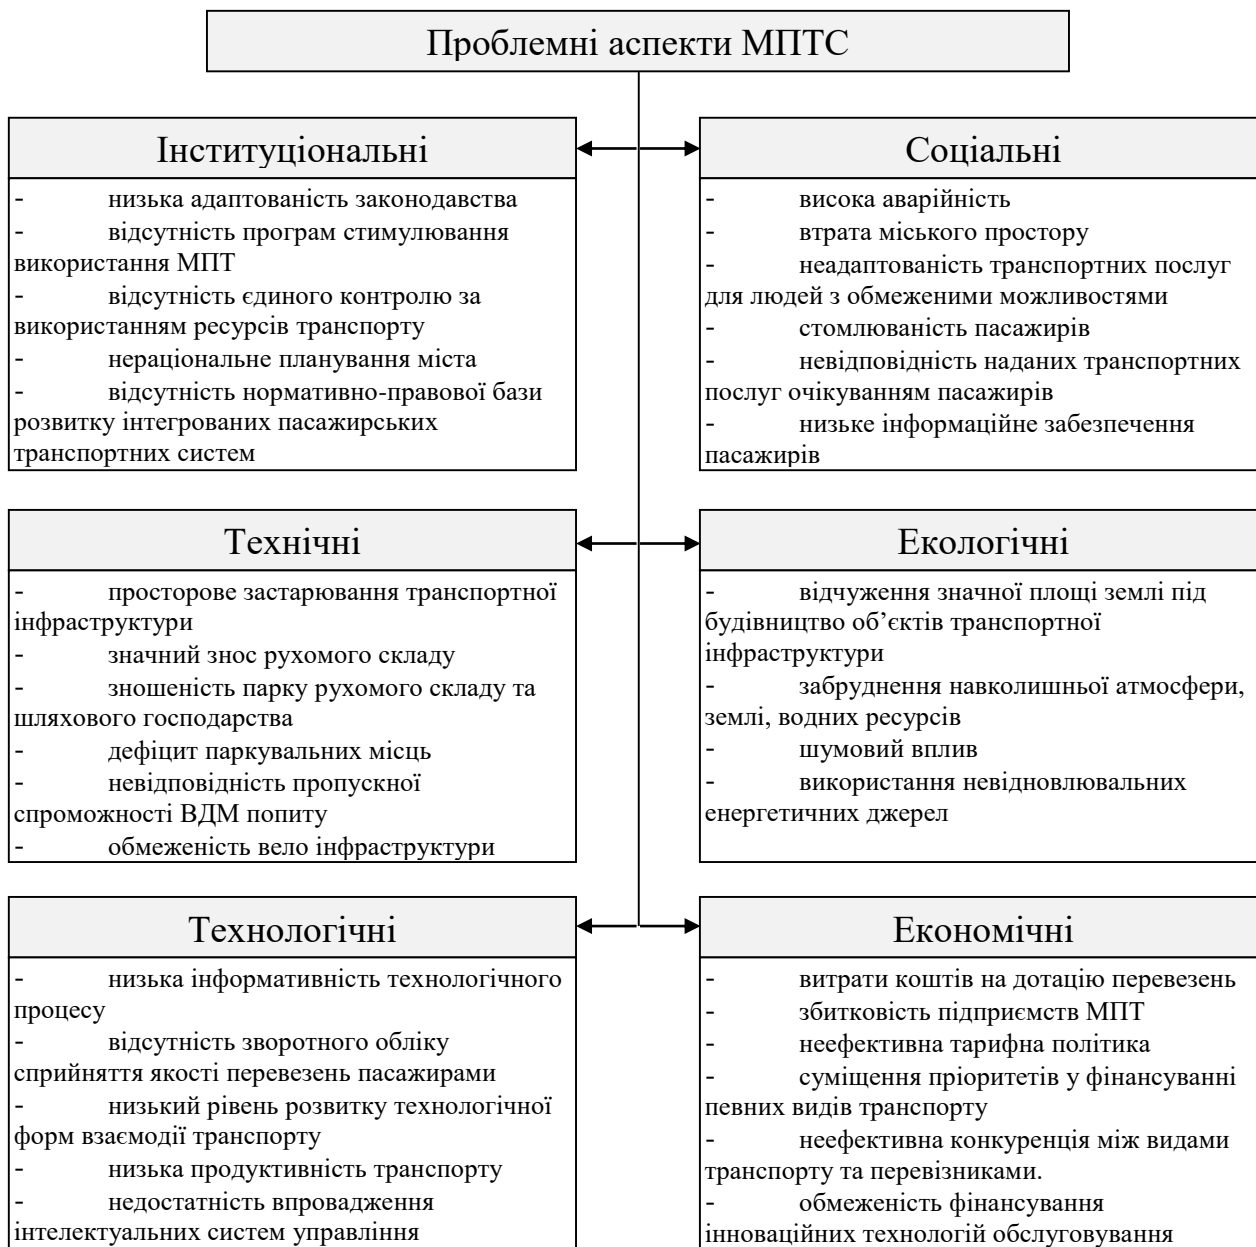 Проблемні аспекти МПТС
Інституціональні
- низька адаптованість законодавства
- відсутність програм стимулювання
використання МПТ
- відсутність єдиного контролю за
використанням ресурсів транспорту
- нераціональне планування міста
- відсутність нормативно-правової бази
розвитку інтегрованих пасажирських
транспортних систем
Соціальні
- висока аварійність
- втрата міського простору
- неадаптованість транспортних послуг
для людей з обмеженими можливостями
- стомлюваність пасажирів
- невідповідність наданих транспортних
послуг очікуванням пасажирів
- низьке інформаційне забезпечення
пасажирів
Технічні
- просторове застарювання транспортної
інфраструктури
- значний знос рухомого складу
- зношеність парку рухомого складу та
шляхового господарства
- дефіцит паркувальних місць
- невідповідність пропускної
спроможності ВДМ попиту
- обмеженість вело інфраструктури
Екологічні
- відчуження значної площі землі під
будівництво об’єктів транспортної
інфраструктури
- забруднення навколишньої атмосфери,
землі, водних ресурсів
- шумовий вплив
- використання невідновлювальних
енергетичних джерел
Технологічні
- низька інформативність технологічного
процесу
- відсутність зворотного обліку
сприйняття якості перевезень пасажирами
- низький рівень розвитку технологічної
форм взаємодії транспорту
- низька продуктивність транспорту
- недостатність впровадження
інтелектуальних систем управління
Економічні
- витрати коштів на дотацію перевезень
- збитковість підприємств МПТ
- неефективна тарифна політика
- суміщення пріоритетів у фінансуванні
певних видів транспорту
- неефективна конкуренція між видами
транспорту та перевізниками.
- обмеженість фінансування
інноваційних технологій обслуговування